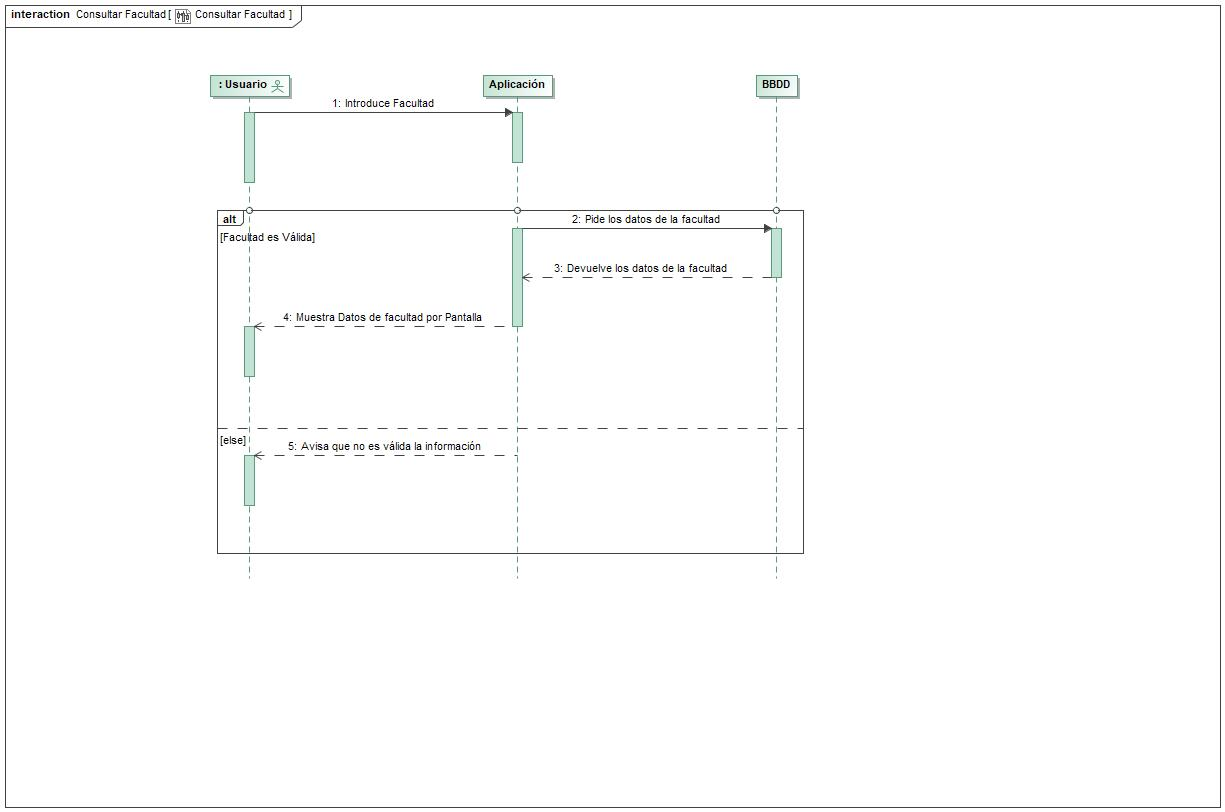 interaction Consultar Facultad [ Consultar Facultad ]
: Usuario
Aplicación
BBDD
1: Introduce Facultad
alt
2: Pide los datos de la facultad
[Facultad es Válida]
3: Devuelve los datos de la facultad
4: Muestra Datos de facultad por Pantalla
[else]
5: Avisa que no es válida la información